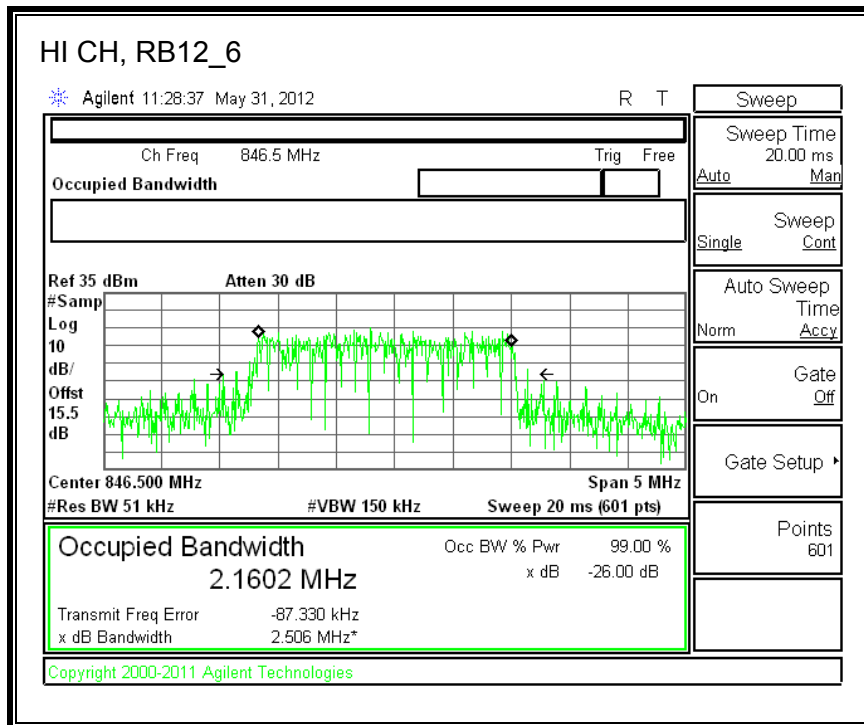 HI CH, RB12_6
Agilent 11:28:37 May 31, 2012 R T
Ch Freq 846.5 MHz Trig Free
Occupied Bandwidth
Ref 35 dBm Atten 30 dB
#Samp
Log
10
dB/
Offst
15.5
dB
Center 846.500 MHz Span 5 MHz
#Res BW 51 kHz #VBW 150 kHz Sweep 20 ms (601 pts)
Occupied Bandwidth Occ BW % Pwr 99.00 %
2.1602 MHz x dB -26.00 dB
Transmit Freq Error -87.330 kHz
x dB Bandwidth 2.506 MHz*
Copyright 2000-2011 Agilent Technologies
Sweep
Sweep Time
20.00 ms
Auto Man
Sweep
Single Cont
Auto Sweep
Time
Norm Accy
Gate
On Off
Gate Setup
Points
601